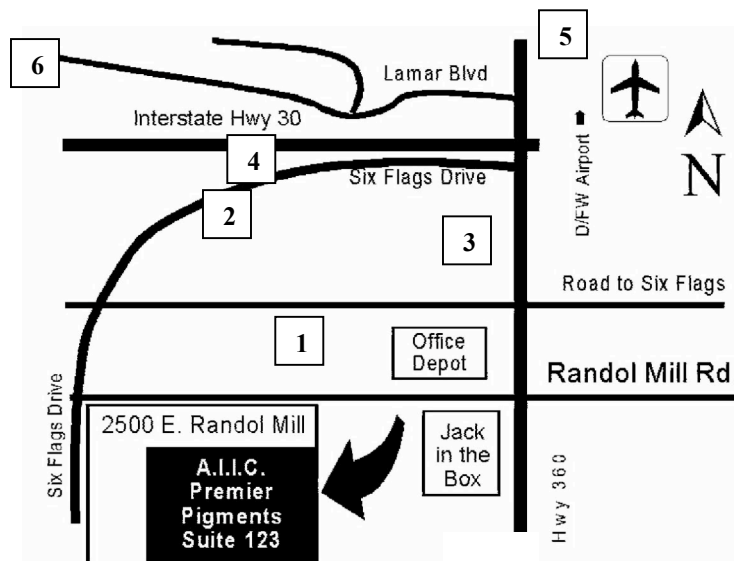 5
6
Lamar Blvd
Interstate Hwy 30
4
Six Flags Drive
2
D/FW Airport
N
3
Road to Six Flags
1
Office
Depot
Randol Mill Rd
Six Flags Drive
2500 E. Randol Mill
Jack
in the
Box
A.I.I.C.
Premier
Pigments
Suite 123
Hwy 360